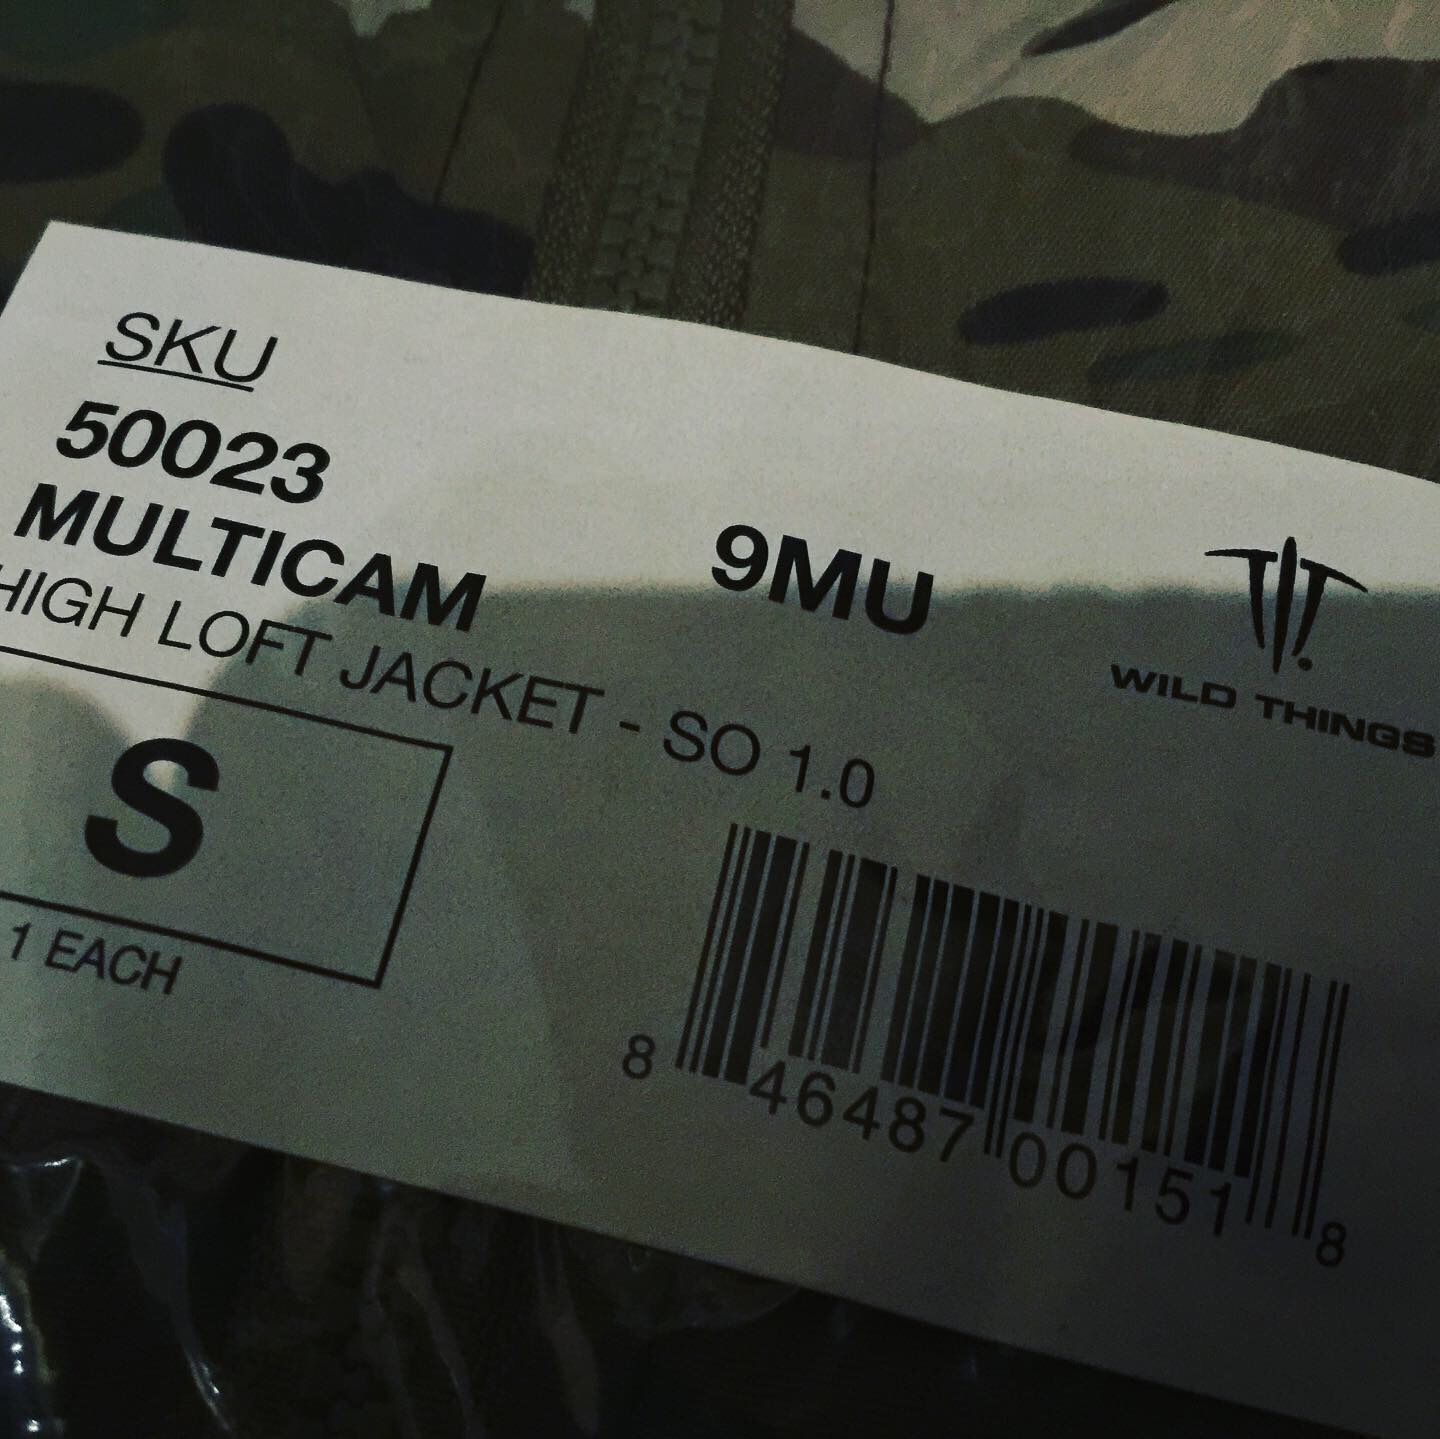 SKU
50023
MULTICAM
9MU
HIGH LOFT JACKET - SO 1.0
WILD THINGS
S
1 EACH
8 46487 00151 8